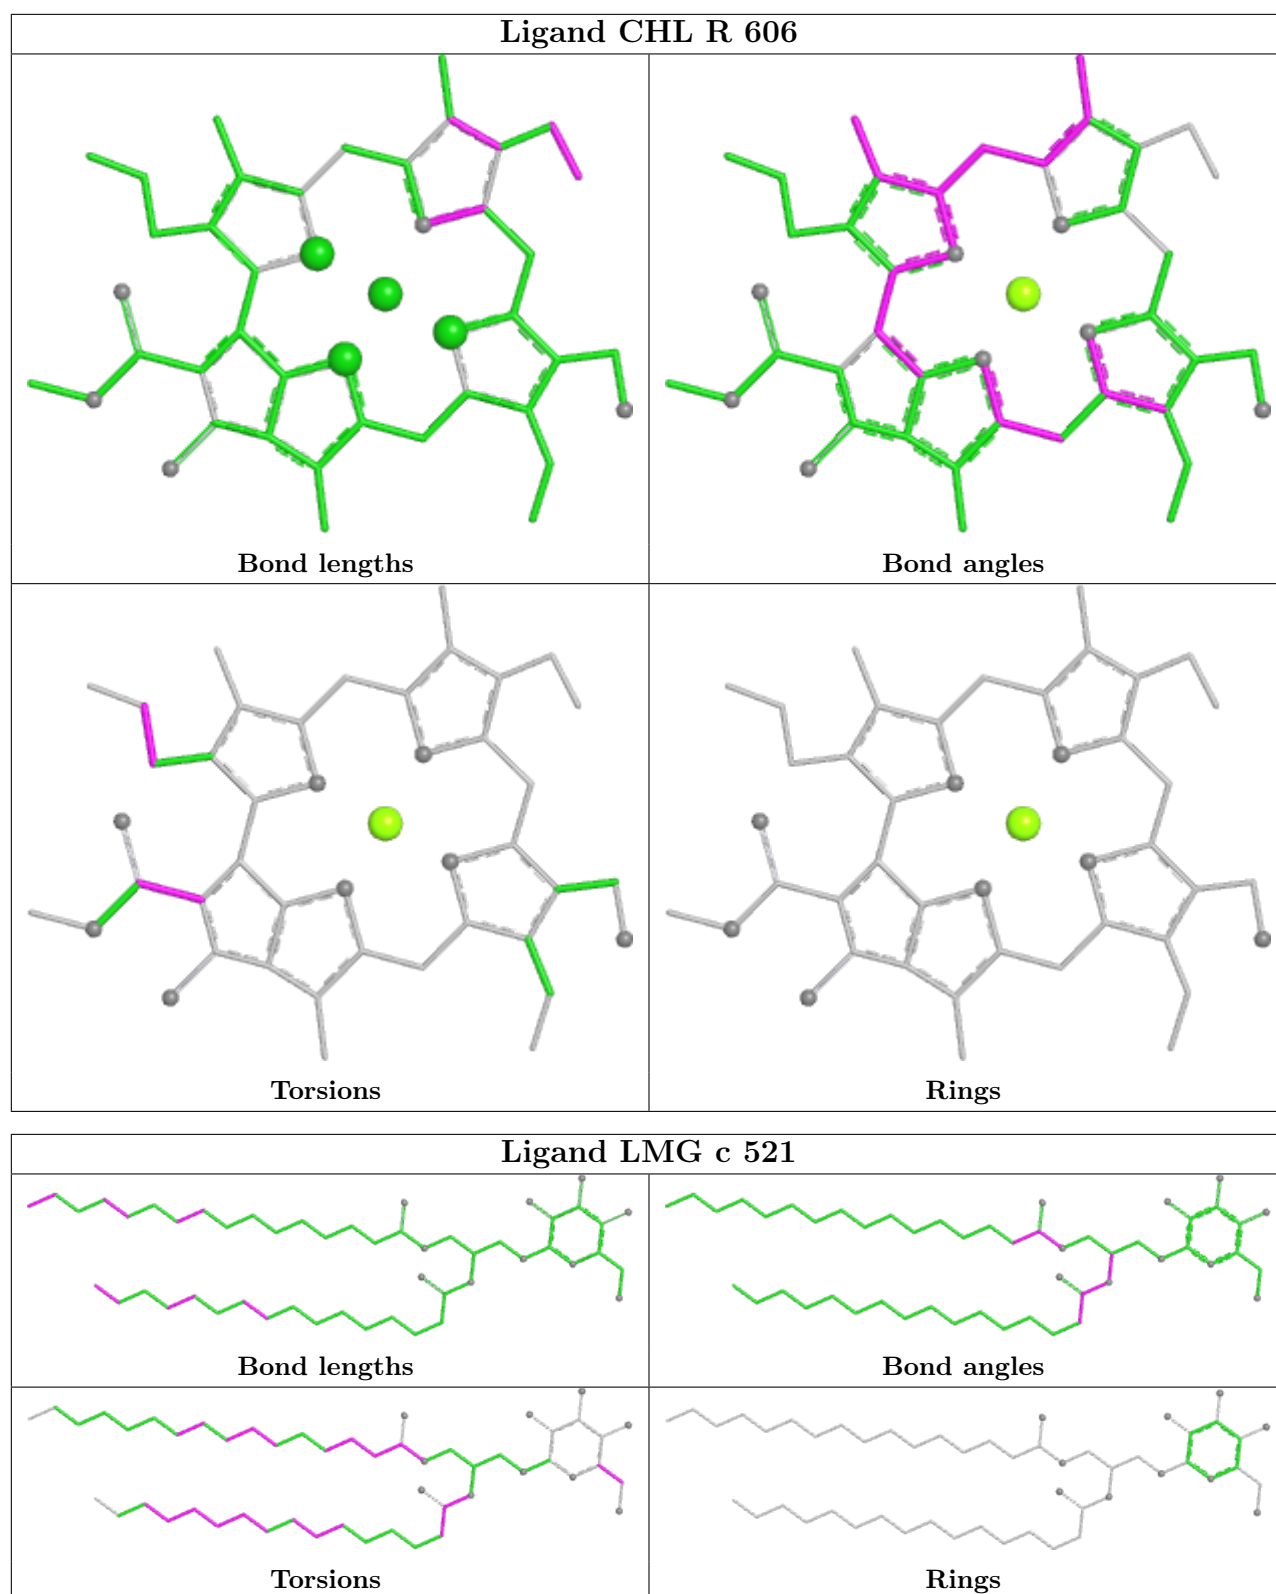 Ligand CHL R 606
Bond lengths
Bond angles
Torsions
Rings
Ligand LMG c 521
Bond lengths
Bond angles
Torsions
Rings